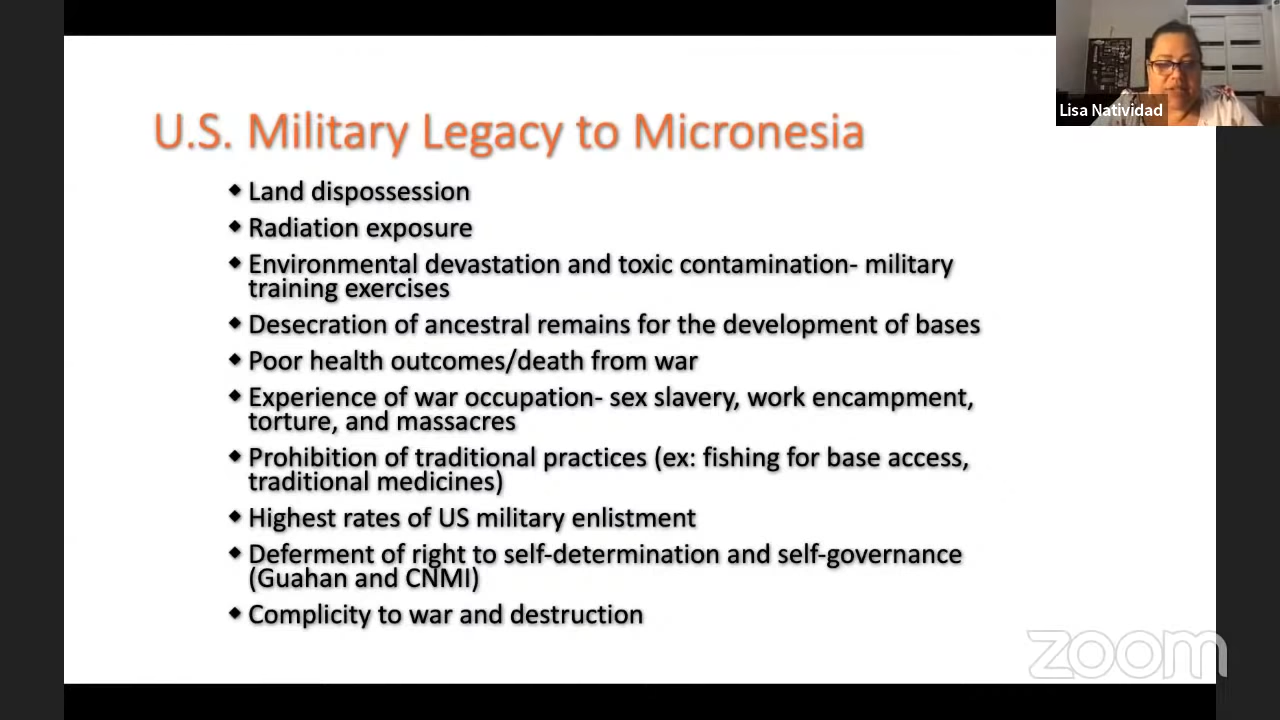 Lisa Natividad
U.S. Military Legacy to Micronesia
◆ Land dispossession
◆ Radiation exposure
◆ Environmental devastation and toxic contamination- military
training exercises
◆ Desecration of ancestral remains for the development of bases
◆ Poor health outcomes/death from war
◆ Experience of war occupation- sex slavery, work encampment,
torture, and massacres
◆ Prohibition of traditional practices (ex: fishing for base access,
traditional medicines)
◆ Highest rates of US military enlistment
◆ Deferment of right to self-determination and self-governance
(Guahan and CNMI)
◆ Complicity to war and destruction
zoom